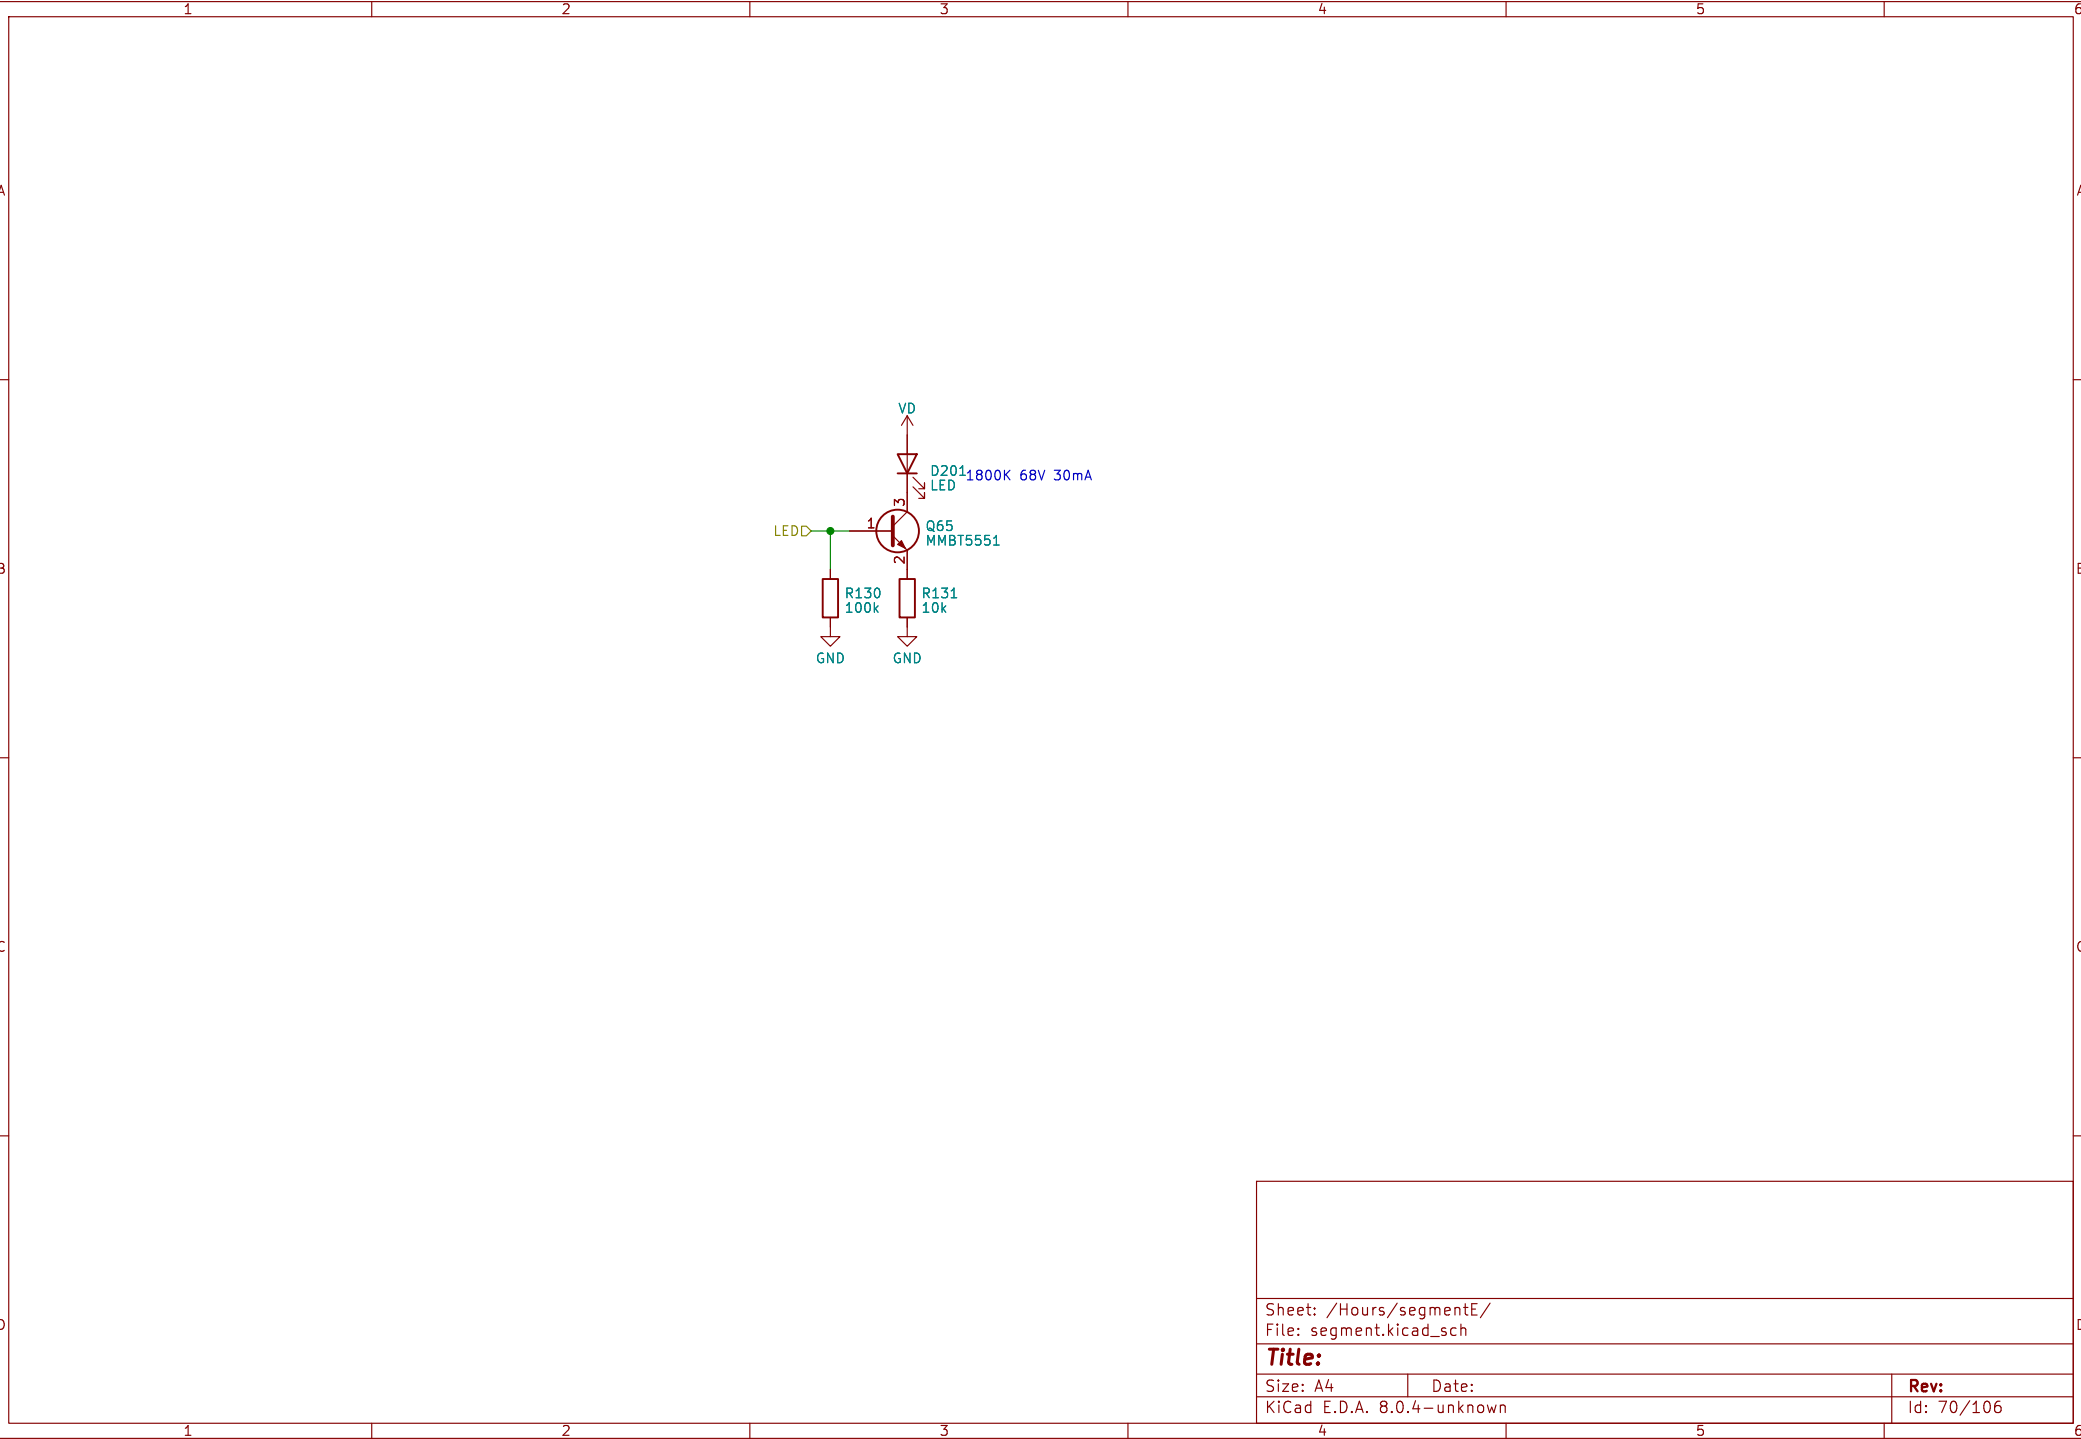 1 2 3 4 5 6
A A
VD
D201
LED
1800K 68V 30mA
3
LED
1
Q65
MMBT5551
2
B
R130
100k
R131
10k
GND GND
C
Sheet: /Hours/segmentE/
File: segment.kicad_sch
D
Title:
Size: A4 Date: Rev:
KiCad E.D.A. 8.0.4-unknown Id: 70/106
1 2 3 4 5 6